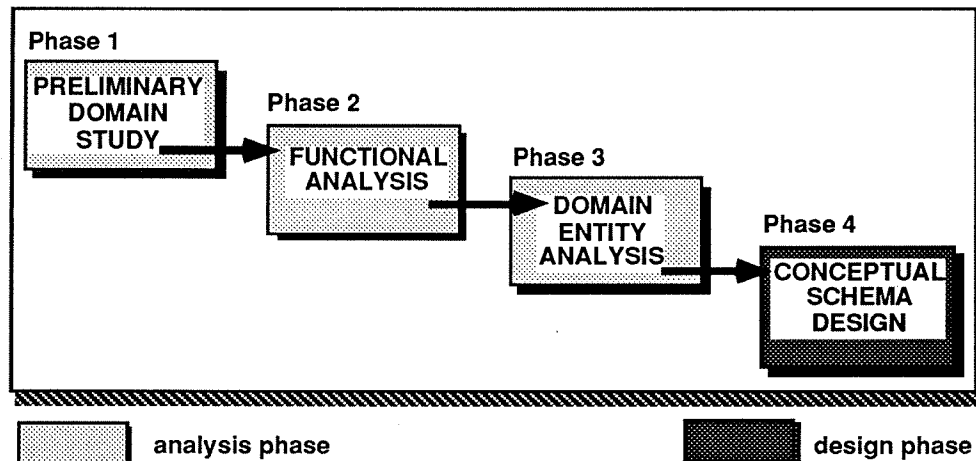 Phase 1
PRELIMINARY
DOMAIN
STUDY
Phase 2
FUNCTIONAL
ANALYSIS
Phase 3
DOMAIN
ENTITY
ANALYSIS
Phase 4
CONCEPTUAL
SCHEMA
DESIGN
analysis phase
design phase